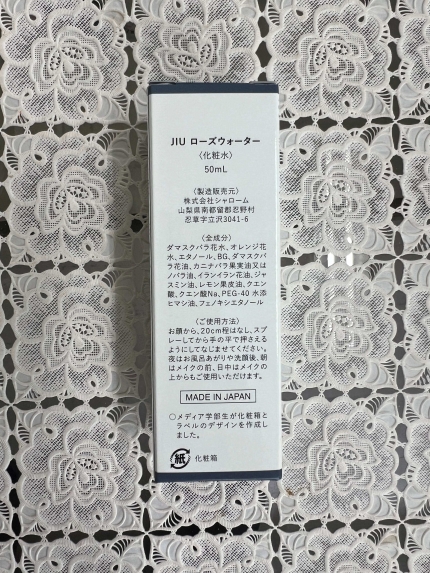 JIU ローズウォーター
〈化粧水〉
50mL
〈製造販売元〉
株式会社シャローム
山梨県南都留郡忍野村
忍草字立沢3041-6
〈全成分〉
ダマスクバラ花水、オレンジ花
水、エタノール、BG、ダマスクバ
ラ花油、カニナバラ果実油又は
ノバラ油、イランイラン花油、ジャ
スミン油、レモン果皮油、クエン
酸、クエン酸Na、PEG-40 水添
ヒマシ油、フェノキシエタノール
〈ご使用方法〉
お顔から、20cm程はなし、スプレ
ーしてから手の平で押さえる
ようにしてなじませてください。
夜はお風呂あがりや洗顔後、朝
はメイクの前、日中はメイクの
上からもご使用いただけます。
MADE IN JAPAN
○メディア学部生が化粧箱と
ラベルのデザインを作成し
ました。
紙 化粧箱